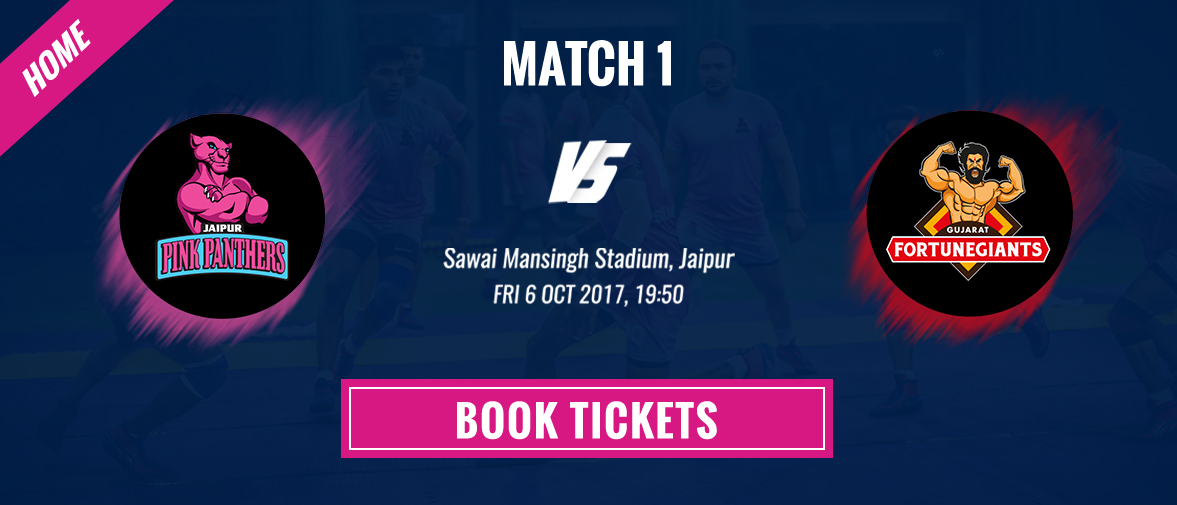 HOME
MATCH 1
VS
JAIPUR
PINK PANTHERS
GUJARAT
FORTUNEGIANTS
Sawai Mansingh Stadium, Jaipur
FRI 6 OCT 2017, 19:50
BOOK TICKETS